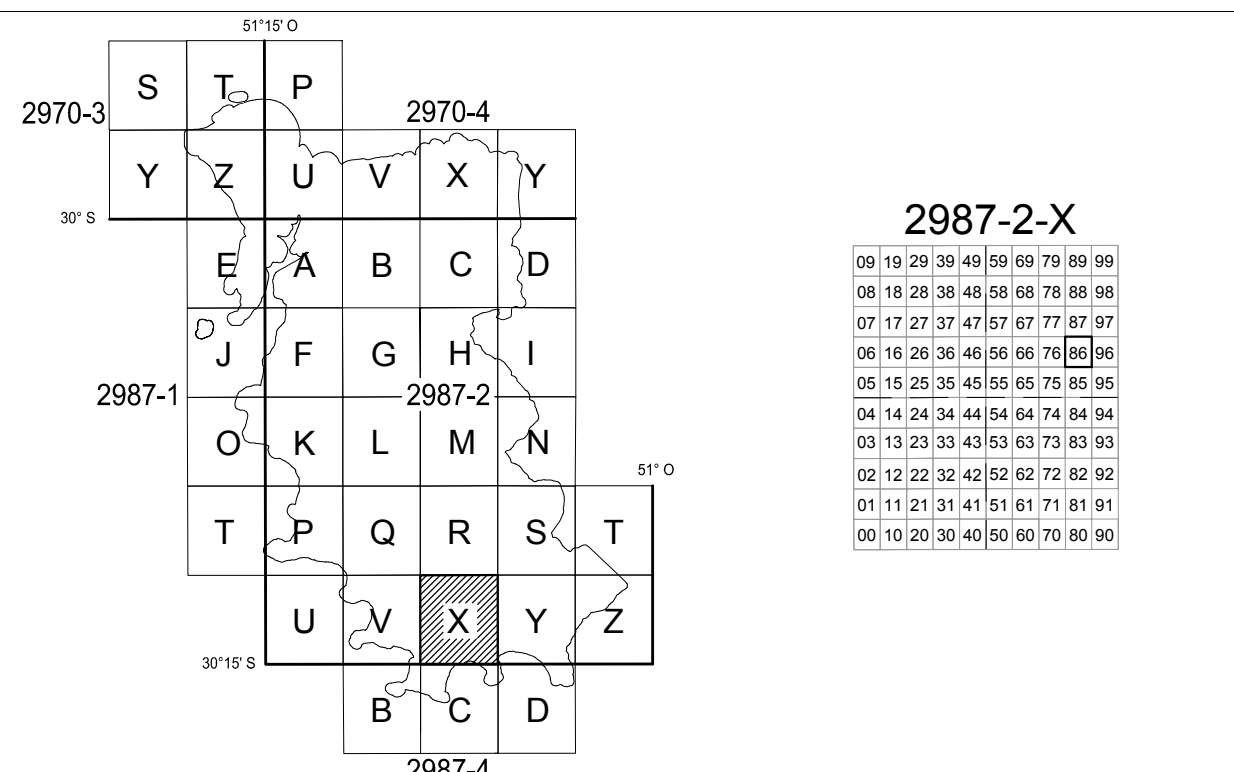 51°15' O
S T P
2970-3 2970-4
Y Z U V X Y
30° S
E A B C D
J F G H I
2987-1 2987-2
O K L M N
51° O
T P Q R S T
U V X Y Z
30°15' S
B C D
2987-4
2987-2-X
09 19 29 39 49 59 69 79 89 99
08 18 28 38 48 58 68 78 88 98
07 17 27 37 47 57 67 77 87 97
06 16 26 36 46 56 66 76 86 96
05 15 25 35 45 55 65 75 85 95
04 14 24 34 44 54 64 74 84 94
03 13 23 33 43 53 63 73 83 93
02 12 22 32 42 52 62 72 82 92
01 11 21 31 41 51 61 71 81 91
00 10 20 30 40 50 60 70 80 90